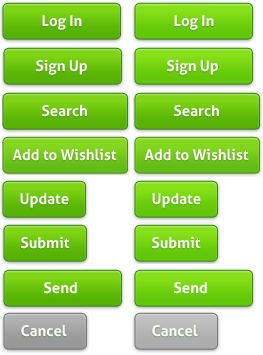 Log In Log In
Sign Up Sign Up
Search Search
Add to Wishlist Add to Wishlist
Update Update
Submit Submit
Send Send
Cancel Cancel